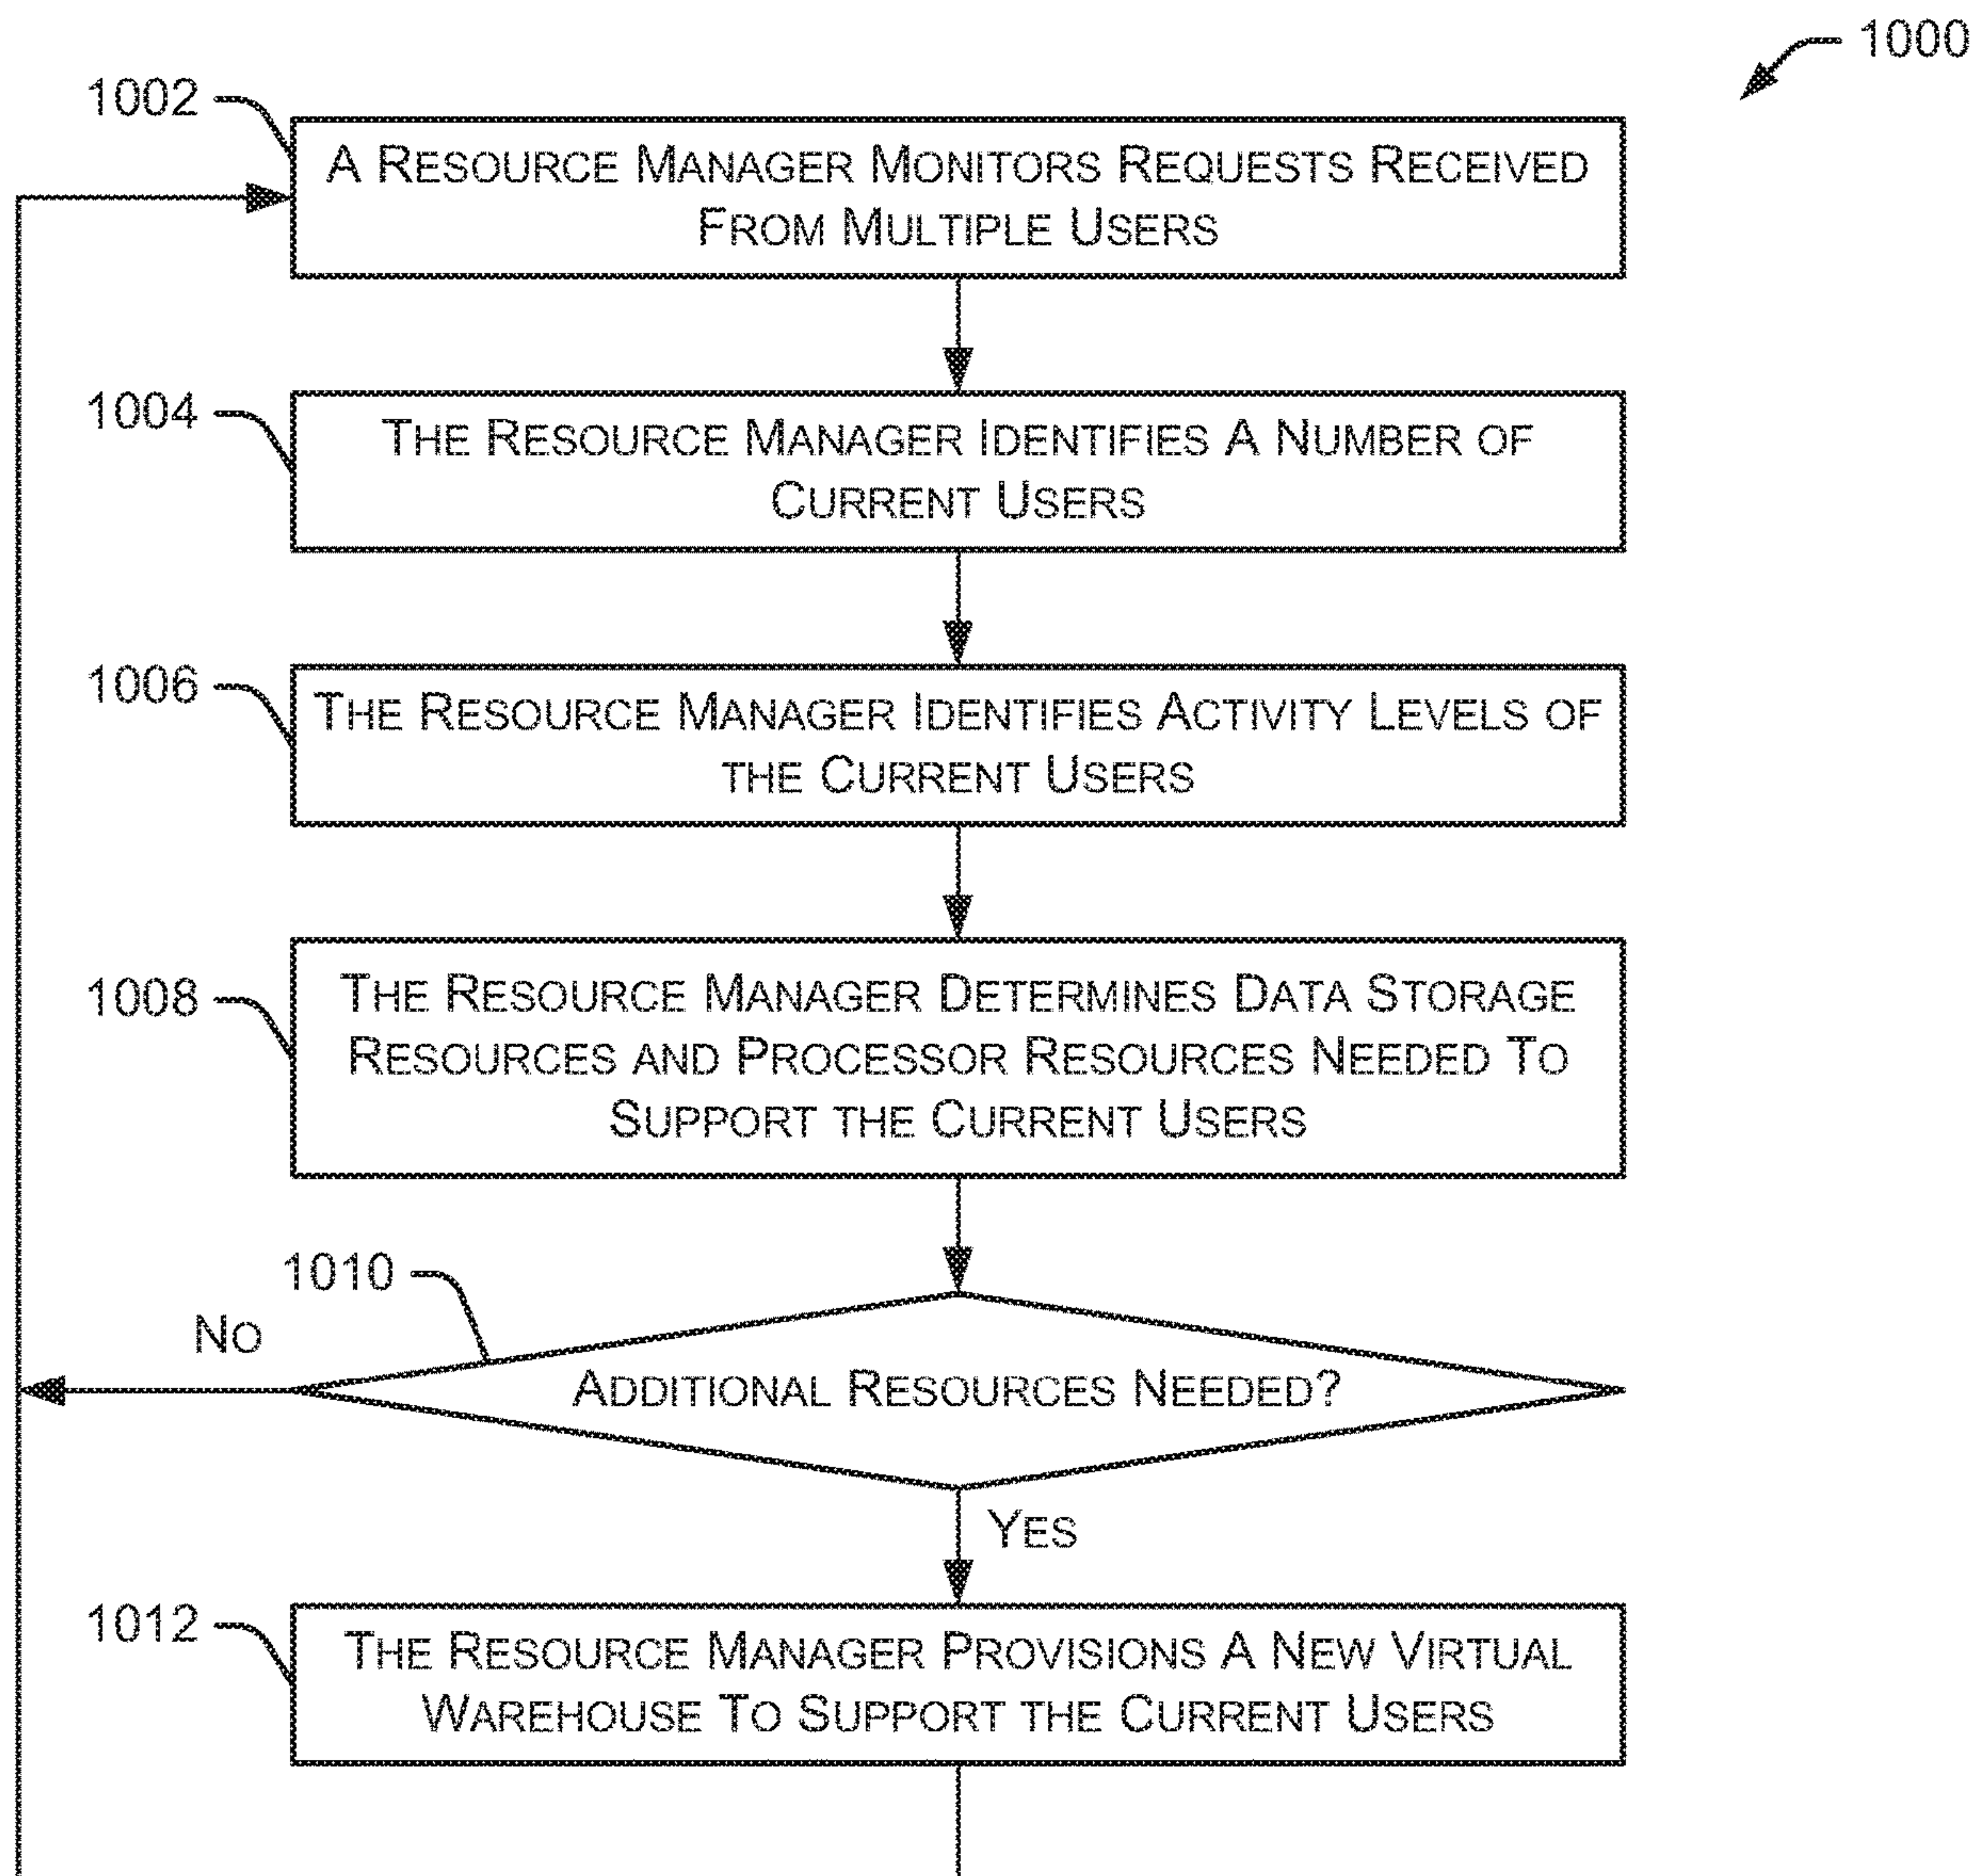 1000
1002
A RESOURCE MANAGER MONITORS REQUESTS RECEIVED
FROM MULTIPLE USERS
1004
THE RESOURCE MANAGER IDENTIFIES A NUMBER OF
CURRENT USERS
1006
THE RESOURCE MANAGER IDENTIFIES ACTIVITY LEVELS OF
THE CURRENT USERS
1008
THE RESOURCE MANAGER DETERMINES DATA STORAGE
RESOURCES AND PROCESSOR RESOURCES NEEDED TO
SUPPORT THE CURRENT USERS
1010
NO
ADDITIONAL RESOURCES NEEDED?
YES
1012
THE RESOURCE MANAGER PROVISIONS A NEW VIRTUAL
WAREHOUSE TO SUPPORT THE CURRENT USERS